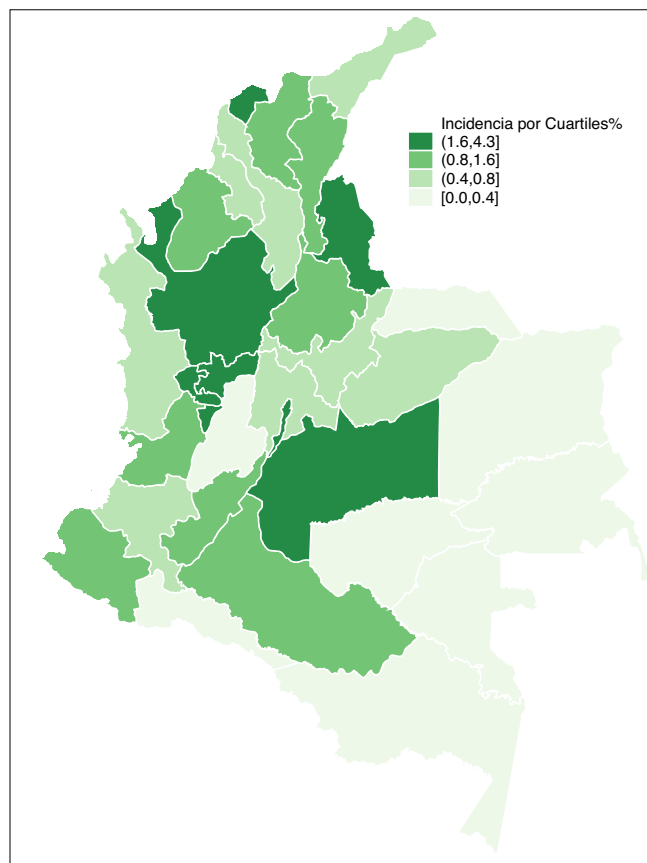 Incidencia por Cuartiles%
(1.6,4.3]
(0.8,1.6]
(0.4,0.8]
[0.0,0.4]